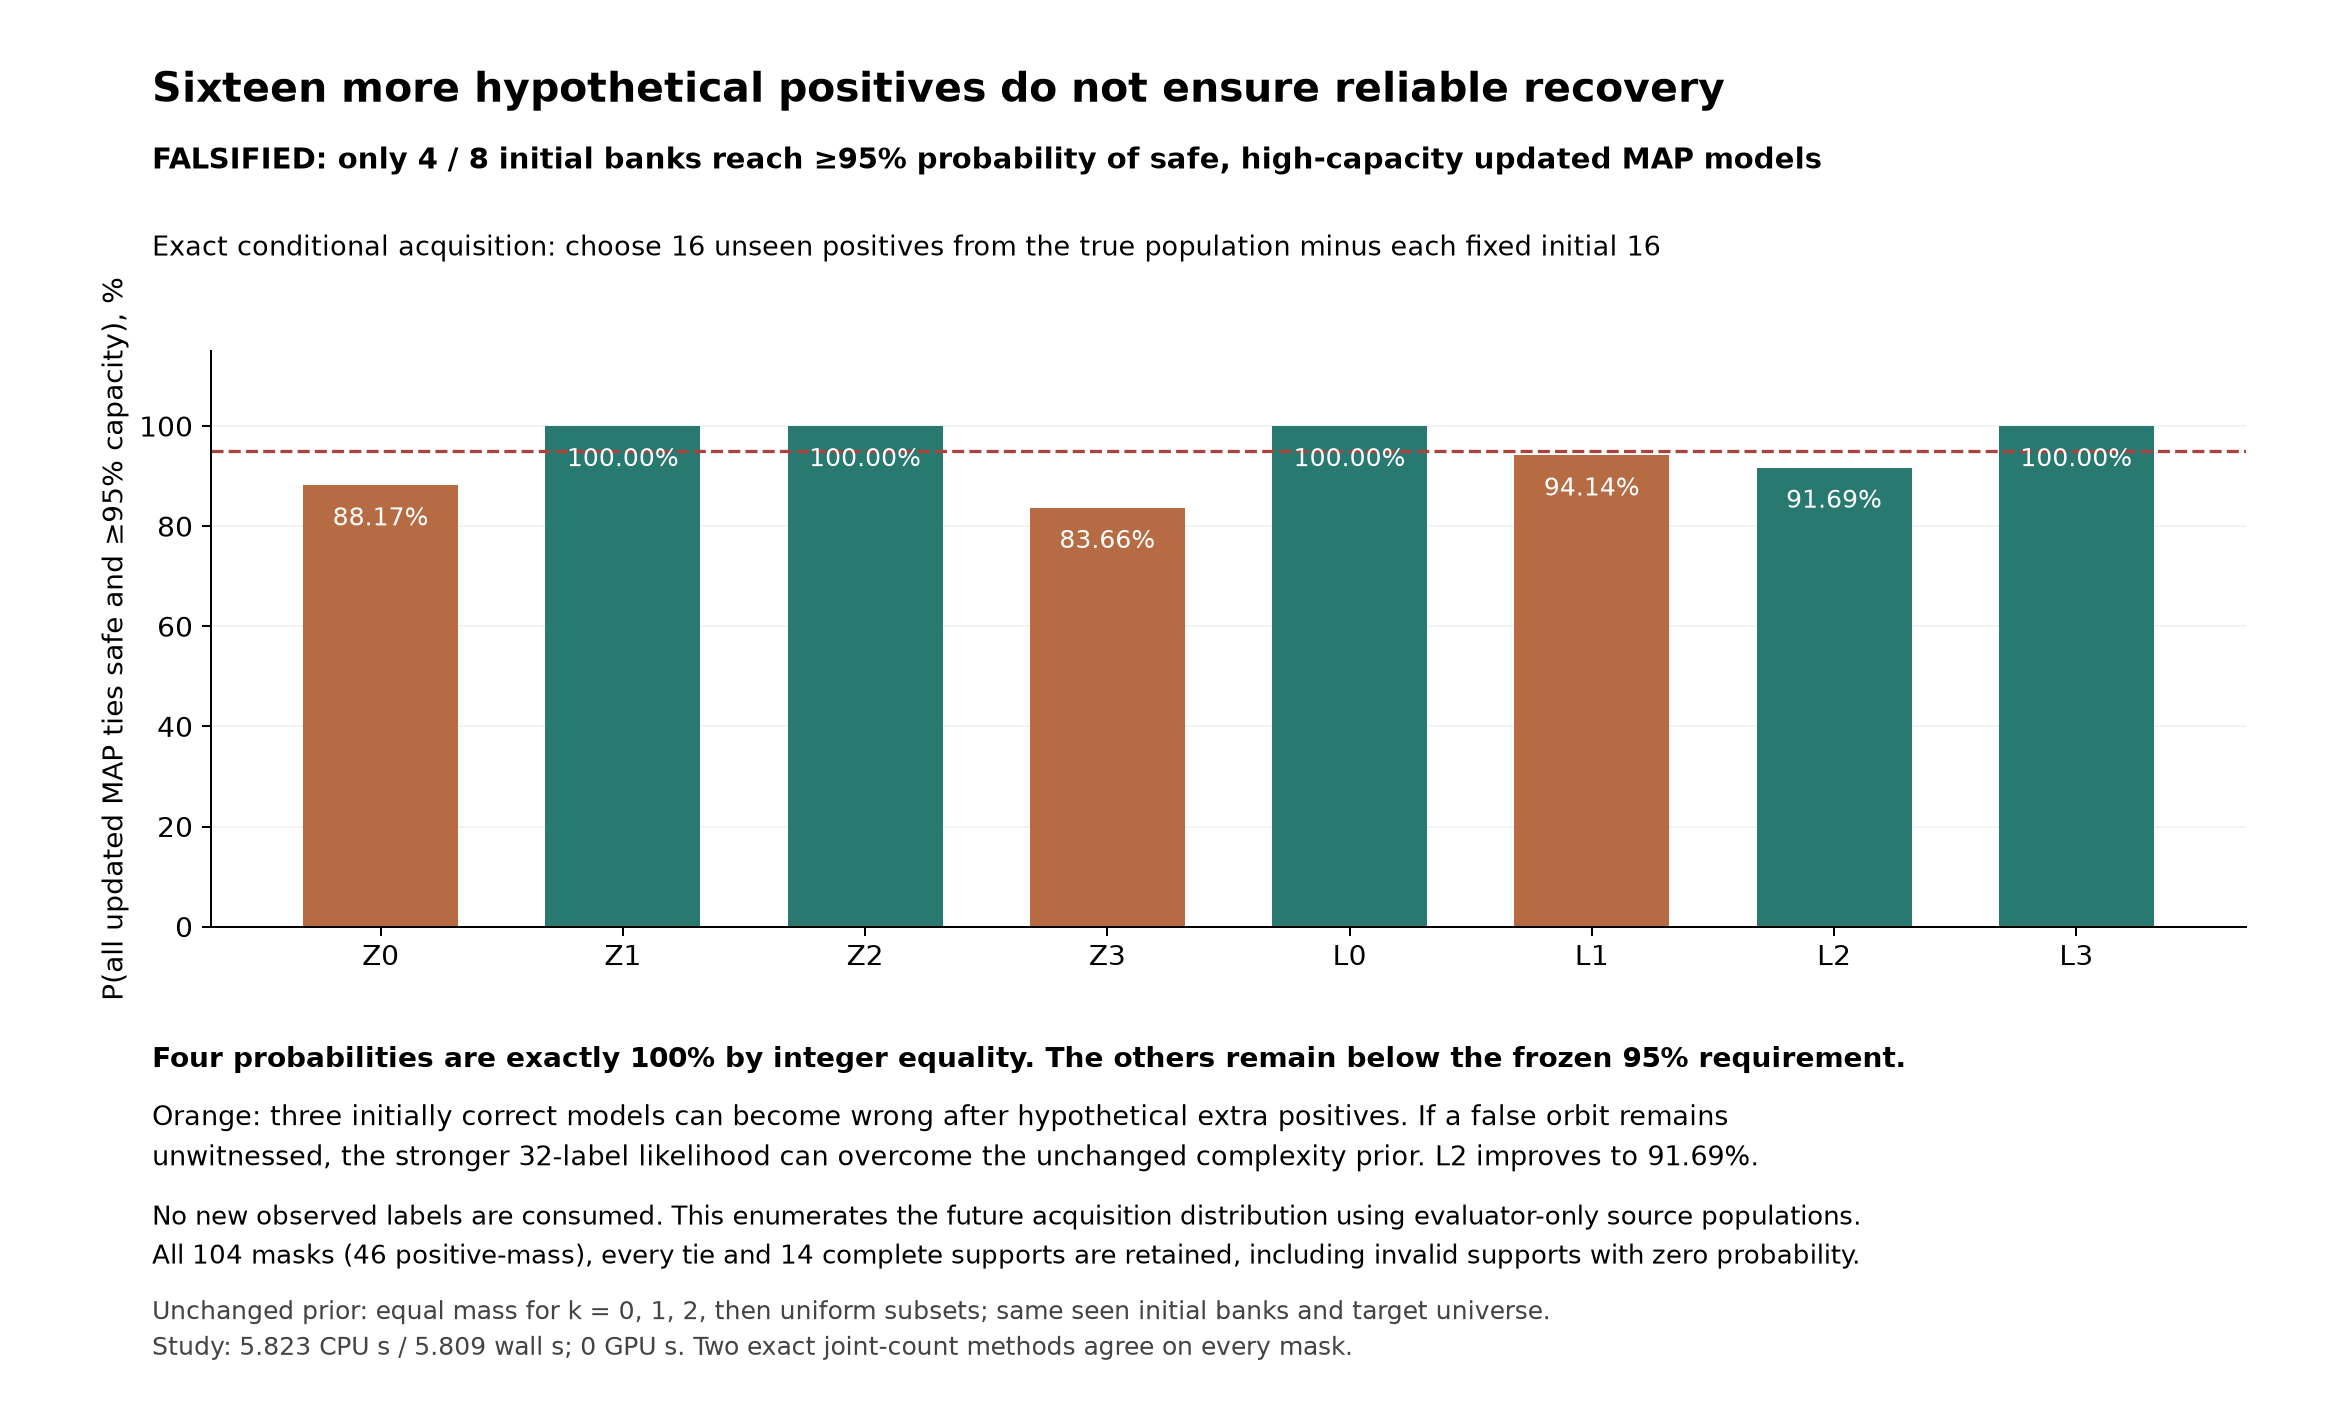 Sixteen more hypothetical positives do not ensure reliable recovery
FALSIFIED: only 4 / 8 initial banks reach ≥95% probability of safe, high-capacity updated MAP models
Exact conditional acquisition: choose 16 unseen positives from the true population minus each fixed initial 16
P(all updated MAP ties safe and ≥95% capacity), %
100
80
60
40
20
0
88.17%
100.00%
100.00%
83.66%
100.00%
94.14%
91.69%
100.00%
Z0
Z1
Z2
Z3
L0
L1
L2
L3
Four probabilities are exactly 100% by integer equality. The others remain below the frozen 95% requirement.
Orange: three initially correct models can become wrong after hypothetical extra positives. If a false orbit remains
unwitnessed, the stronger 32-label likelihood can overcome the unchanged complexity prior. L2 improves to 91.69%.
No new observed labels are consumed. This enumerates the future acquisition distribution using evaluator-only source populations.
All 104 masks (46 positive-mass), every tie and 14 complete supports are retained, including invalid supports with zero probability.
Unchanged prior: equal mass for k = 0, 1, 2, then uniform subsets; same seen initial banks and target universe.
Study: 5.823 CPU s / 5.809 wall s; 0 GPU s. Two exact joint-count methods agree on every mask.